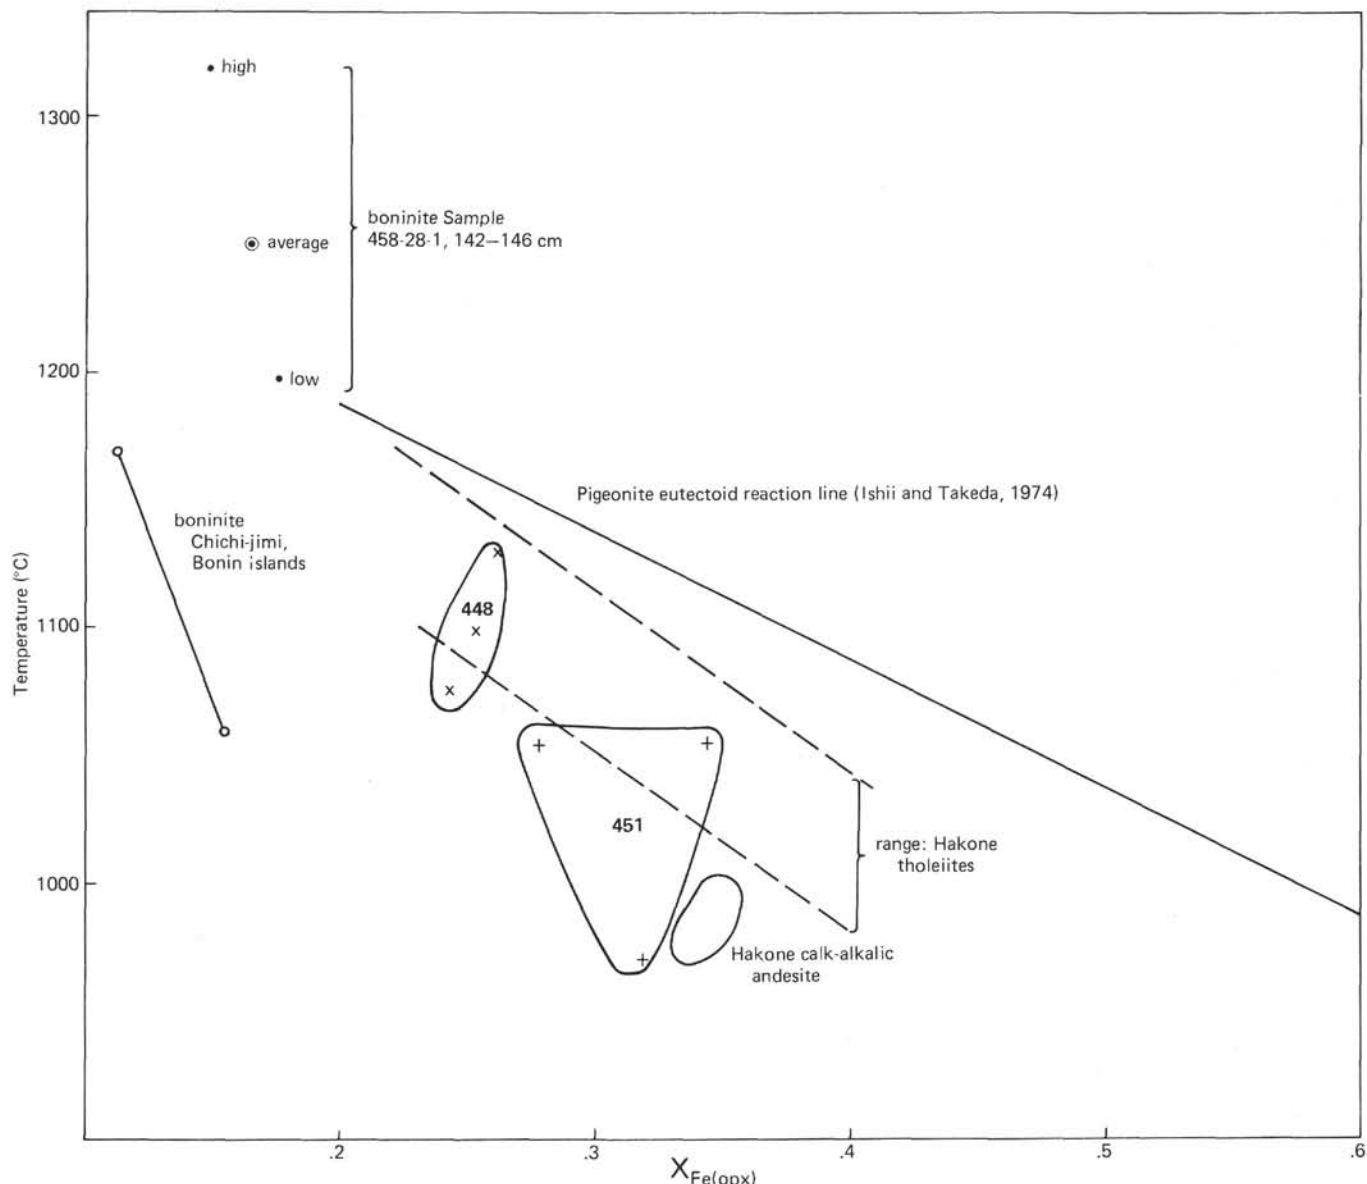 high
1300
boninite Sample
458-28-1, 142–146 cm
average
1200
low
Pigeonite eutectoid reaction line (Ishii and Takeda, 1974)
boninite
Chichi-jimi,
Bonin islands
448
1100
Temperature (°C)
451
range: Hakone
tholeiites
1000
Hakone calk-alkalic
andesite
.2
.3
.4
.5
.6
XFe(opx)